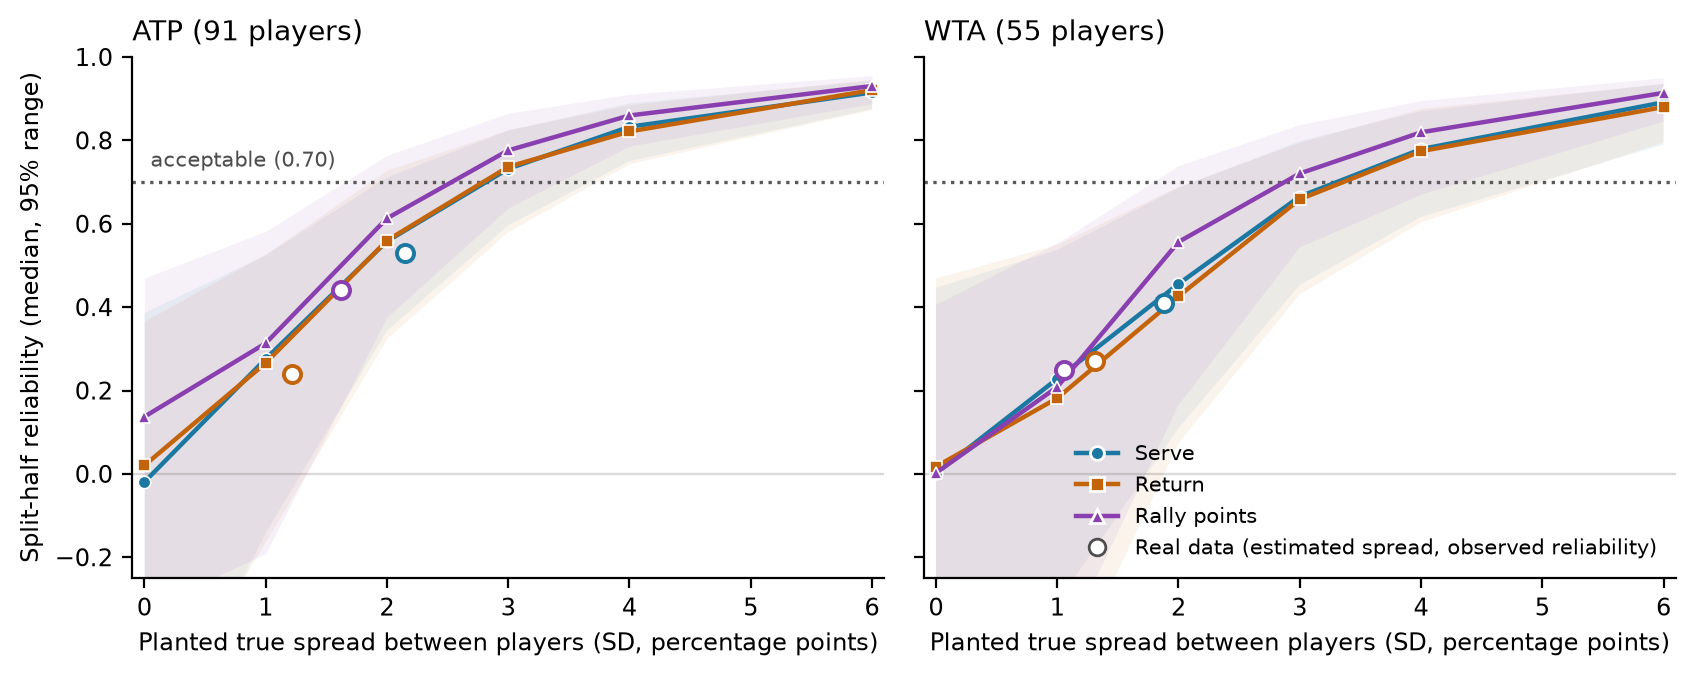 ATP (91 players)
WTA (55 players)
Split-half reliability (median, 95% range)
1.0
0.8
0.6
0.4
0.2
0.0
−0.2
acceptable (0.70)
Serve
Return
Rally points
Real data (estimated spread, observed reliability)
0 1 2 3 4 5 6
0 1 2 3 4 5 6
Planted true spread between players (SD, percentage points)
Planted true spread between players (SD, percentage points)